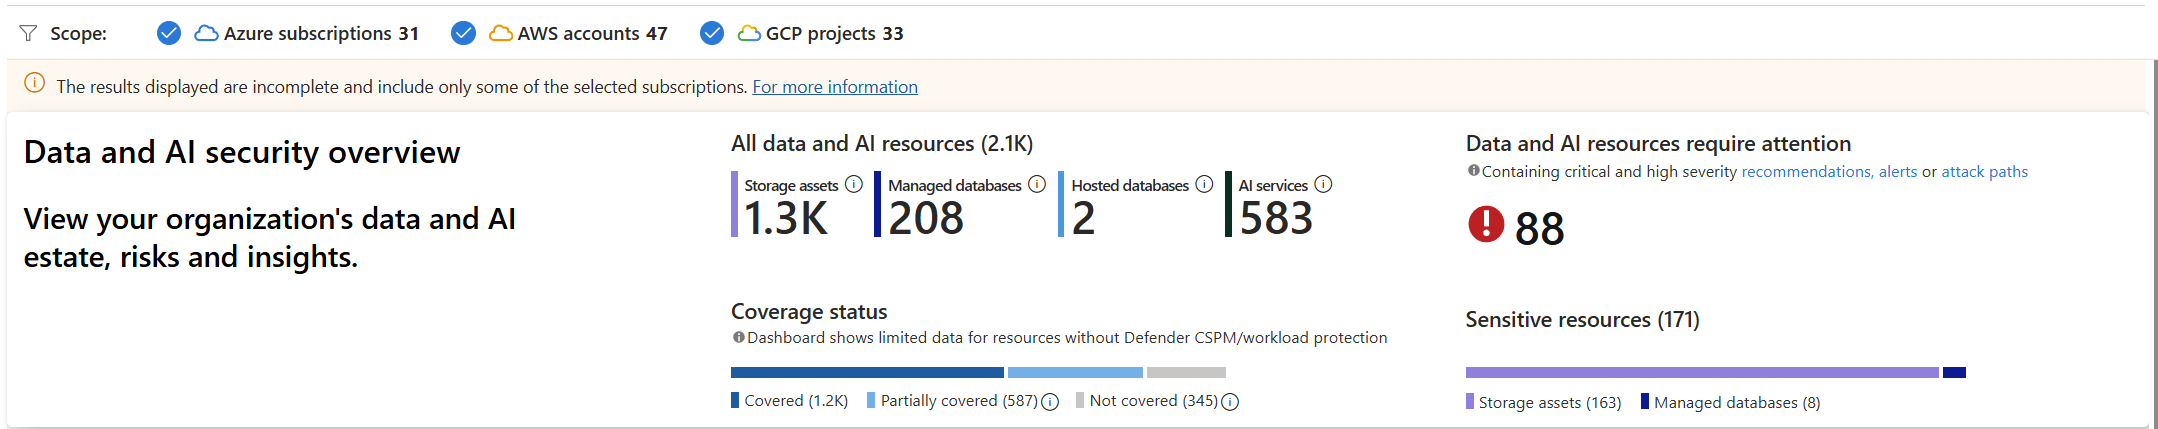 Scope: Azure subscriptions 31 AWS accounts 47 GCP projects 33
The results displayed are incomplete and include only some of the selected subscriptions. For more information
Data and AI security overview
View your organization's data and AI
estate, risks and insights.
All data and AI resources (2.1K)
Storage assets Managed databases Hosted databases AI services
1.3K 208 2 583
Coverage status
Dashboard shows limited data for resources without Defender CSPM/workload protection
Covered (1.2K) Partially covered (587) Not covered (345)
Data and AI resources require attention
Containing critical and high severity recommendations, alerts or attack paths
88
Sensitive resources (171)
Storage assets (163) Managed databases (8)